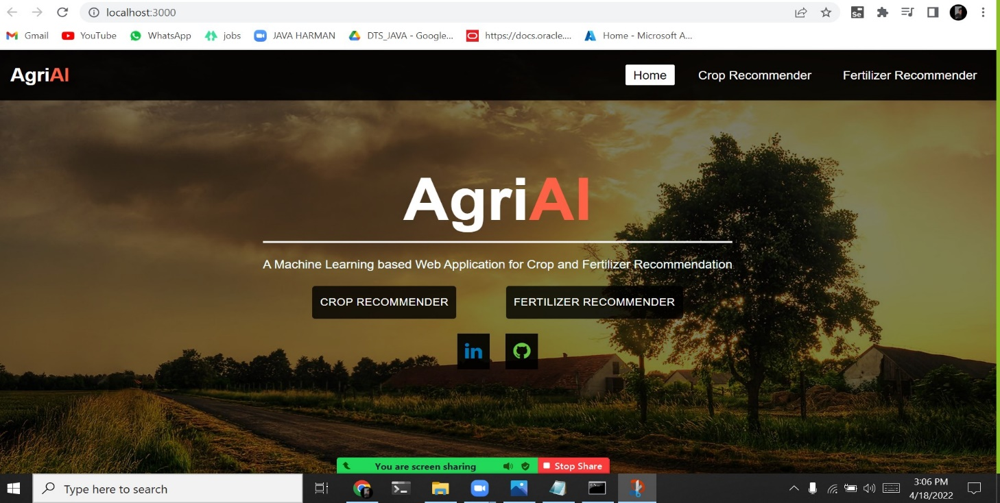 localhost:3000
Gmail YouTube WhatsApp jobs JAVA HARMAN DTS_JAVA - Google... https://docs.oracle.... Home - Microsoft A...
AgriAI Home Crop Recommender Fertilizer Recommender
AgriAI
A Machine Learning based Web Application for Crop and Fertilizer Recommendation
CROP RECOMMENDER FERTILIZER RECOMMENDER
in
You are screen sharing Stop Share
Type here to search
3:06 PM
4/18/2022